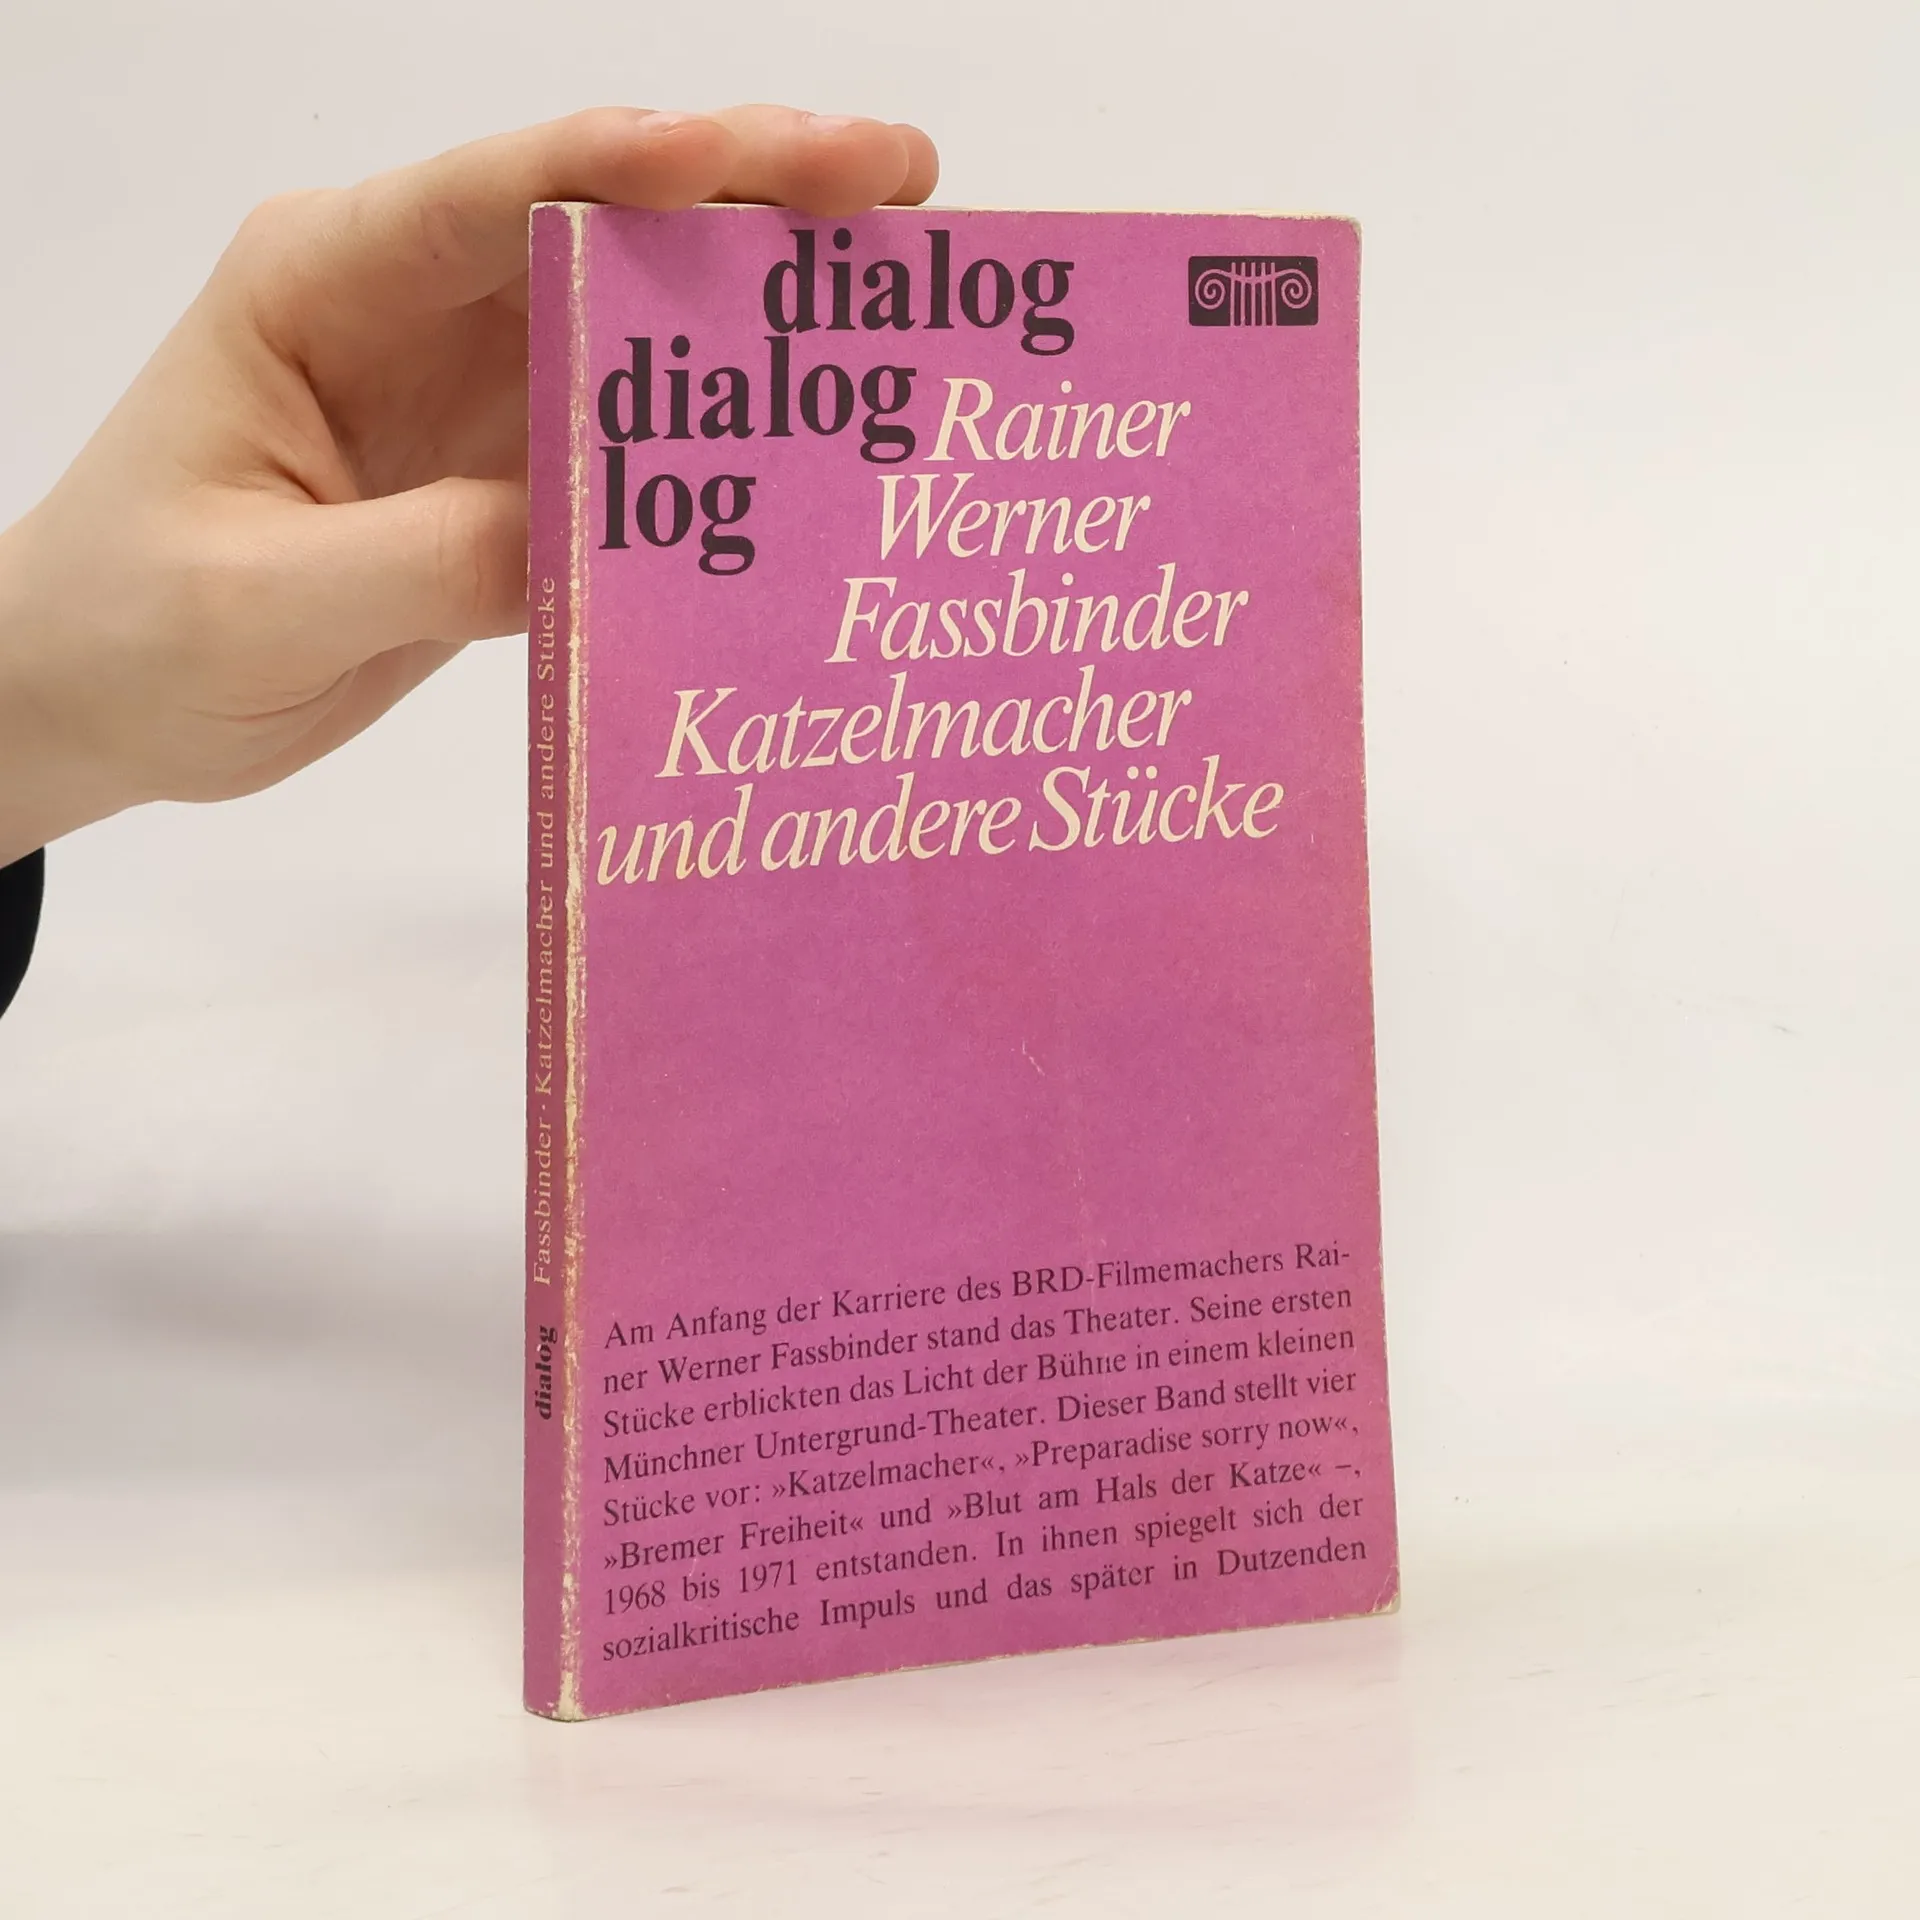 dialog
dialog
log
Rainer
Werner
Fassbinder
Katzelmacher
und andere Stücke
Am Anfang der Karriere des BRD-Filmemachers Rai-
ner Werner Fassbinder stand das Theater. Seine ersten
Stücke erblickten das Licht der Bühne in einem kleinen
Münchner Untergrund-Theater. Dieser Band stellt vier
Stücke vor: »Katzelmacher«, »Preparadise sorry now«,
»Bremer Freiheit« und »Blut am Hals der Katze« –,
1968 bis 1971 entstanden. In ihnen spiegelt sich der
sozialkritische Impuls und das später in Dutzenden
dialog Fassbinder · Katzelmacher und andere Stücke